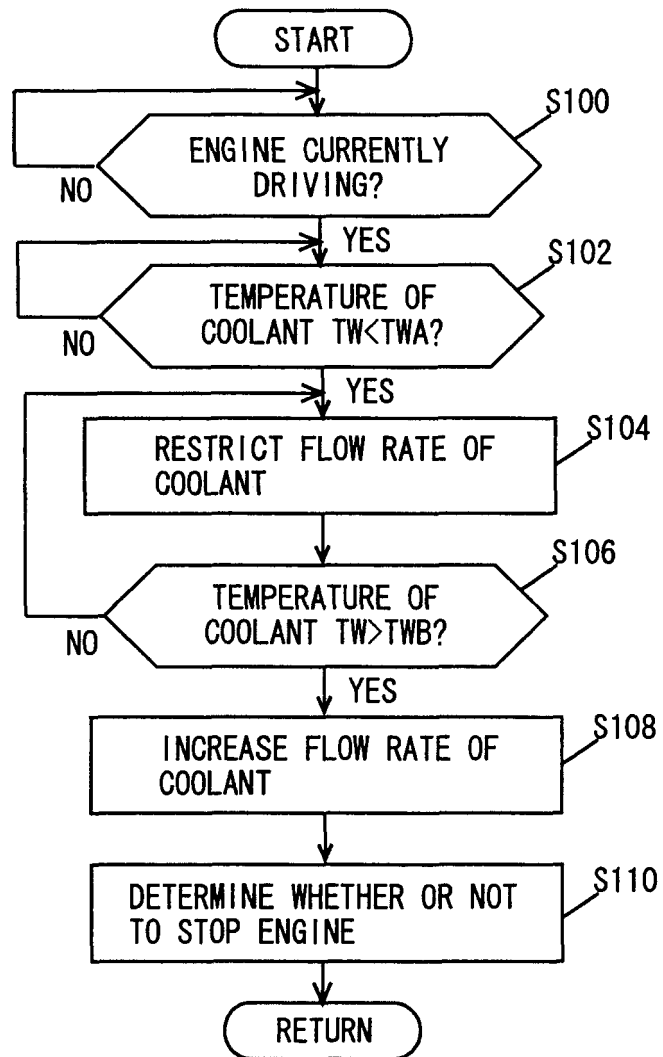 START
S100
ENGINE CURRENTLY
DRIVING?
NO
YES
S102
TEMPERATURE OF
COOLANT TW<TWA?
NO
YES
S104
RESTRICT FLOW RATE OF
COOLANT
S106
TEMPERATURE OF
COOLANT TW>TWB?
NO
YES
S108
INCREASE FLOW RATE OF
COOLANT
S110
DETERMINE WHETHER OR NOT
TO STOP ENGINE
RETURN